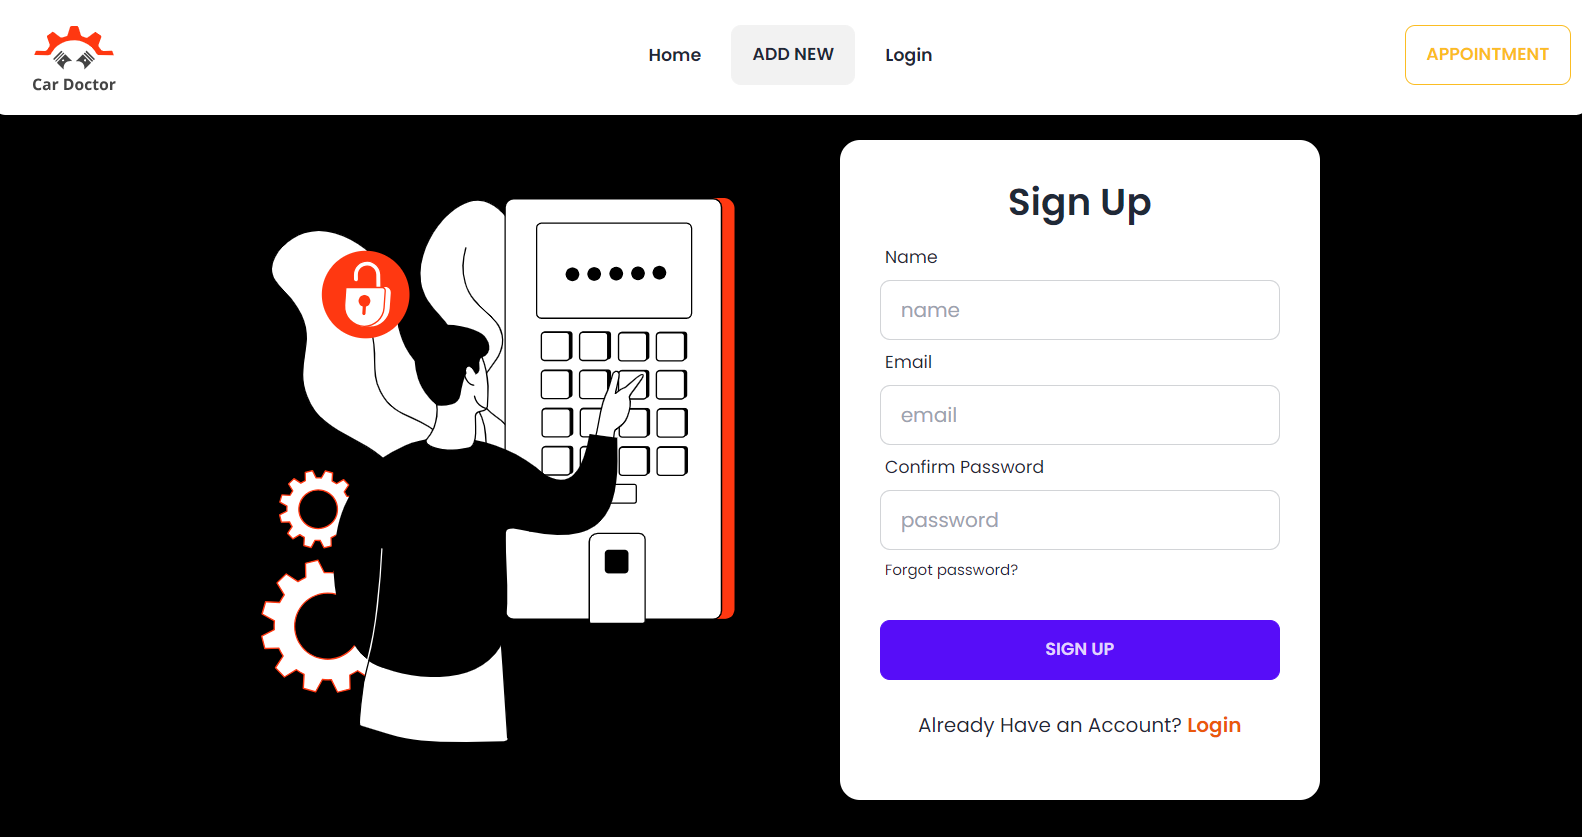 Car Doctor
Home
ADD NEW
Login
APPOINTMENT
Sign Up
Name
name
Email
email
Confirm Password
password
Forgot password?
SIGN UP
Already Have an Account? Login